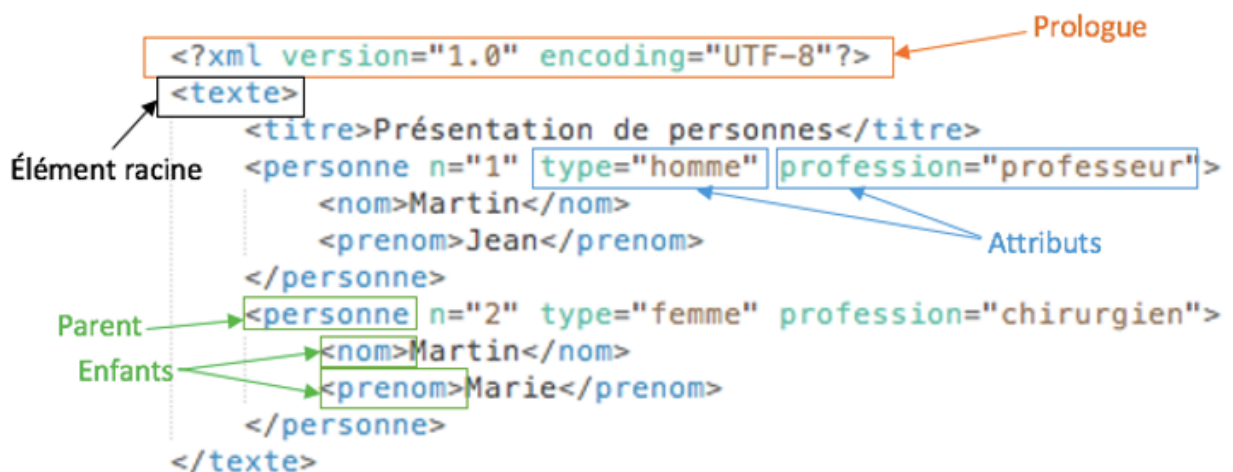 Prologue
<?xml version="1.0" encoding="UTF-8"?>
<texte>
<titre>Présentation de personnes</titre>
Élément racine
<personne n="1" type="homme" profession="professeur">
<nom>Martin</nom>
<prenom>Jean</prenom>
Attributs
</personne>
<personne n="2" type="femme" profession="chirurgien">
Parent
<nom>Martin</nom>
Enfants
<prenom>Marie</prenom>
</personne>
</texte>